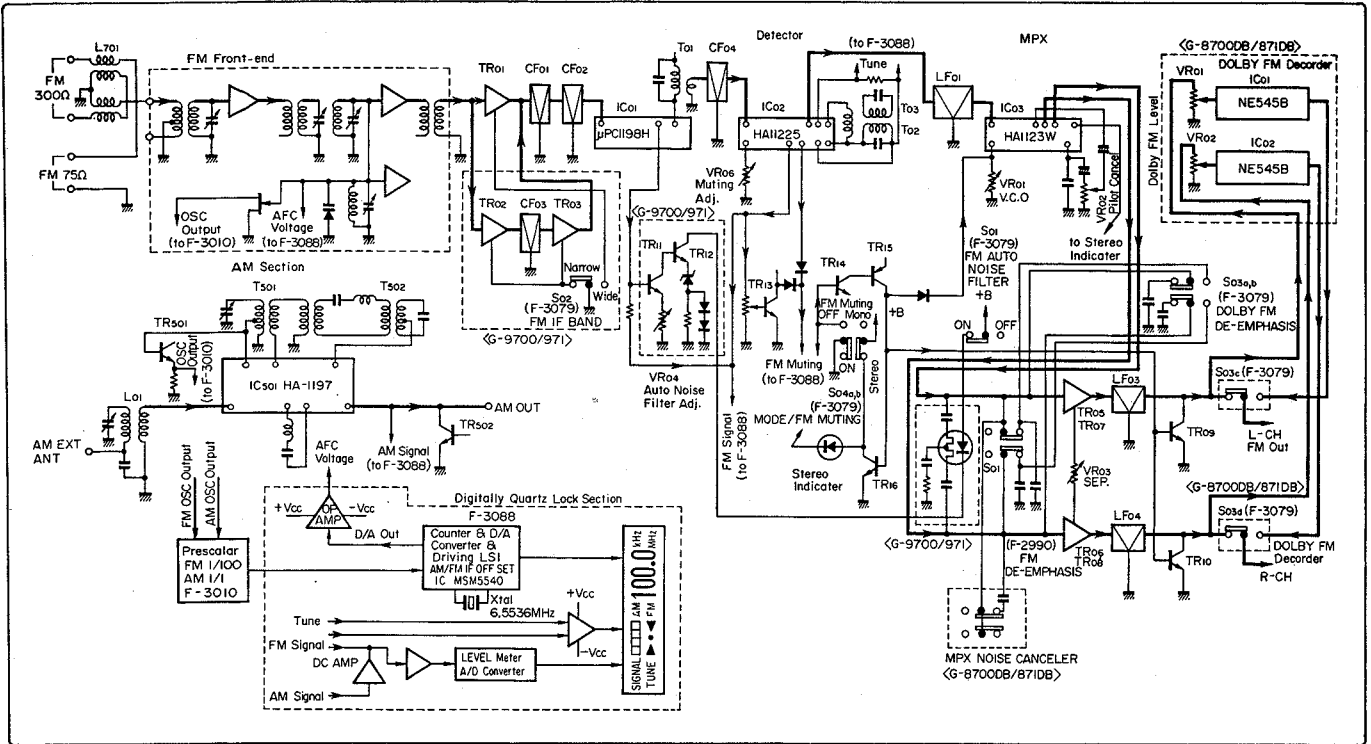 L701
FM
300Ω
FM 75Ω
FM Front-end
OSC
Output
(to F-3010)
AFC
Voltage
(to F-3088)
TR01
CF01
CF02
T01
CF04
IC01
μPC1198H
TR02
CF03
TR03
Narrow
Wide
S02
(F-3079)
FM IF BAND
<G-9700/971>
Detector
(to F-3088)
Tune
IC02
HA11225
T03
T02
VR06
Muting
Adj.
<G-9700/971>
TR11
TR12
VR04
Auto Noise
Filter Adj.
TR13
FM Muting
(to F-3088)
FM Signal
(to F-3088)
LF01
MPX
IC03
HA1123W
VR01
V.C.O
VR02
Pilot Cancel
to Stereo
Indicater
TR14
TR15
FM Muting
OFF Mono
ON
Stereo
S04a,b
(F-3079)
MODE/FM MUTING
Stereo
Indicator
TR16
+B
S01
(F-3079)
FM AUTO
NOISE
FILTER
+B
ON
OFF
<G-8700DB/871DB>
DOLBY FM Decorder
Dolby FM Level
VR01
IC01
NE545B
VR02
IC02
NE545B
S03a,b
(F-3079)
DOLBY FM
DE-EMPHASIS
S01
<G-9700/971>
(F-2990)
FM
DE-EMPHASIS
TR05
TR07
LF03
TR09
VR03
SEP.
TR06
TR08
LF04
TR10
S03c (F-3079)
L-CH
FM Out
<G-8700DB/871DB>
S03d (F-3079)
DOLBY FM
Decorder
R-CH
MPX NOISE CANCELER
<G-8700DB/871DB>
AM Section
T501
T502
TR501
OSC
Output
(to F-3010)
IC501 HA-1197
L01
AM EXT
ANT
AM OUT
TR502
AM Signal
(to F-3088)
AFC
Voltage
FM OSC Output
AM OSC Output
Prescalar
FM 1/100
AM 1/1
F-3010
Digitally Quartz Lock Section
F-3088
+Vcc
OP
AMP
-Vcc
D/A Out
Counter & D/A
Converter &
Driving LSI
AM/FM IF OFF SET
IC MSM5540
Xtal
6.5536MHz
Tune
FM Signal
DC AMP
AM Signal
LEVEL Meter
A/D Converter
+Vcc
-Vcc
SIGNAL
TUNE
AM
FM
100.0
kHz
MHz